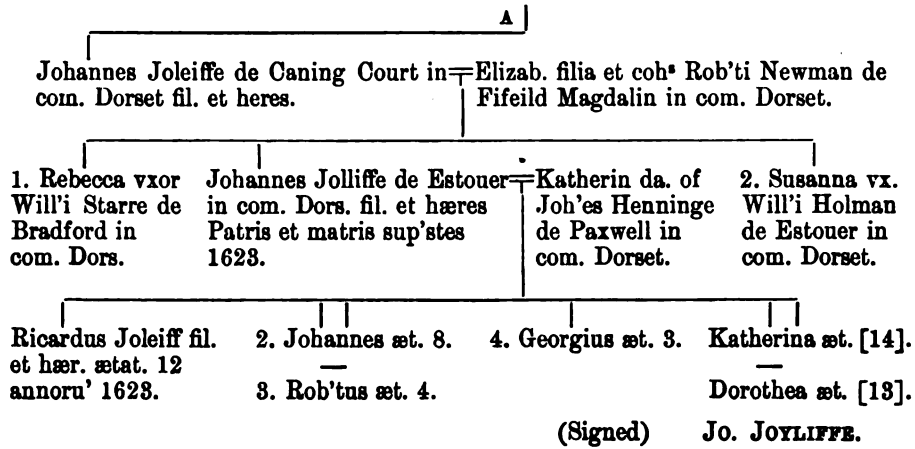 A
Johannes Joleiffe de Caning Court in
com. Dorset fil. et heres.
Elizab. filia et cohˢ Rob'ti Newman de
Fifeild Magdalin in com. Dorset.
1. Rebecca vxor
Will'i Starre de
Bradford in
com. Dors.
Johannes Jolliffe de Estouer
in com. Dors. fil. et hæres
Patris et matris sup'stes
1623.
Katherin da. of
Joh'es Henninge
de Paxwell in
com. Dorset.
2. Susanna vx.
Will'i Holman
de Estouer in
com. Dorset.
Ricardus Joleiff fil.
et hær. ætat. 12
annoru' 1623.
2. Johannes æt. 8.
3. Rob'tus æt. 4.
4. Georgius æt. 3.
Katherina æt. [14].
Dorothea æt. [13].
(Signed) Jo. Joyliffe.